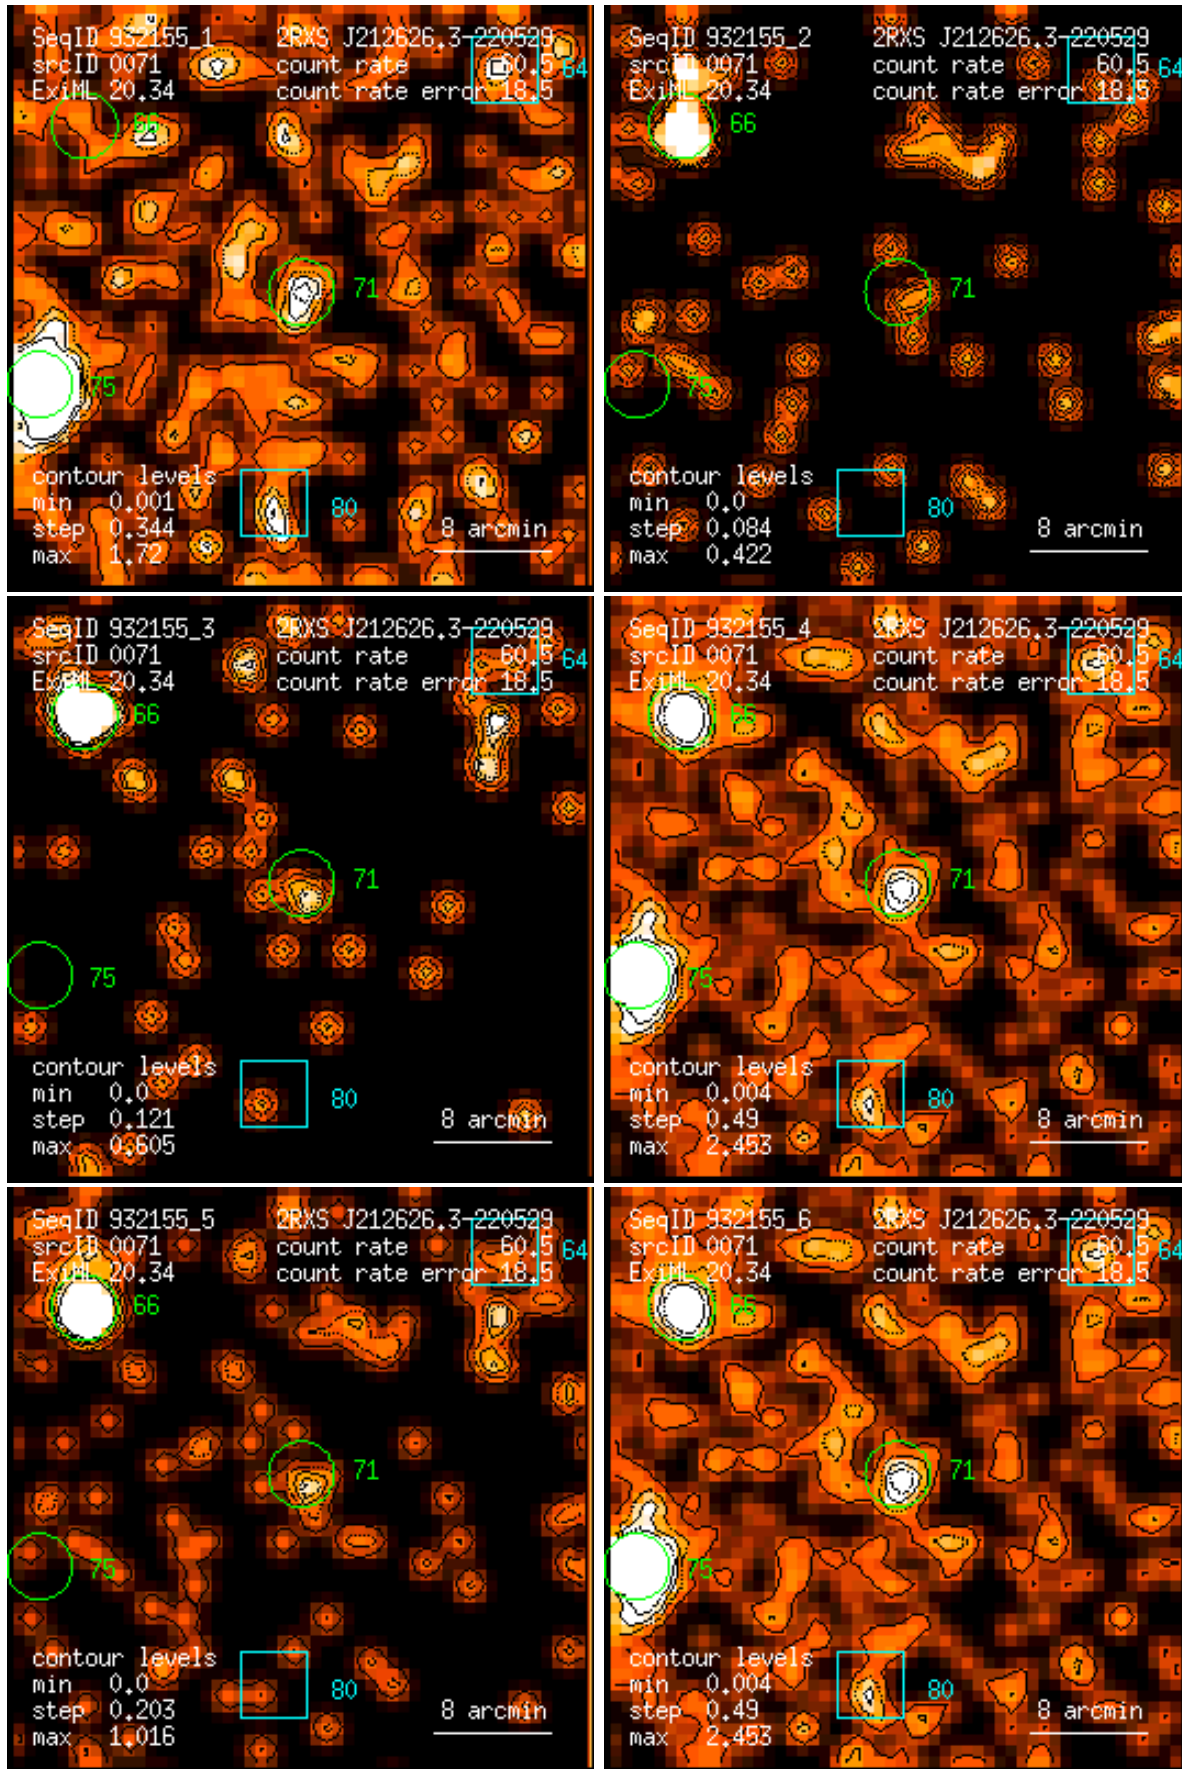 SeqID 932155_1 2RXS J212626.3-220529
srcID 0071 count rate 60.5 64
ExiML 20.34 count rate error 18.5
66
71
75
contour levels
min 0.001
80
step 0.344 8 arcmin
max 1.72
SeqID 932155_2 2RXS J212626.3-220529
srcID 0071 count rate 60.5 64
ExiML 20.34 count rate error 18.5
66
71
75
contour levels
min 0.0
80
step 0.084 8 arcmin
max 0.422
SeqID 932155_3 2RXS J212626.3-220529
srcID 0071 count rate 60.5 64
ExiML 20.34 count rate error 18.5
66
71
75
contour levels
min 0.0
80
step 0.121 8 arcmin
max 0.605
SeqID 932155_4 2RXS J212626.3-220529
srcID 0071 count rate 60.5 64
ExiML 20.34 count rate error 18.5
66
71
75
contour levels
min 0.004
80
step 0.49 8 arcmin
max 2.453
SeqID 932155_5 2RXS J212626.3-220529
srcID 0071 count rate 60.5 64
ExiML 20.34 count rate error 18.5
66
71
75
contour levels
min 0.0
80
step 0.203 8 arcmin
max 1.016
SeqID 932155_6 2RXS J212626.3-220529
srcID 0071 count rate 60.5 64
ExiML 20.34 count rate error 18.5
66
71
75
contour levels
min 0.004
80
step 0.49 8 arcmin
max 2.453